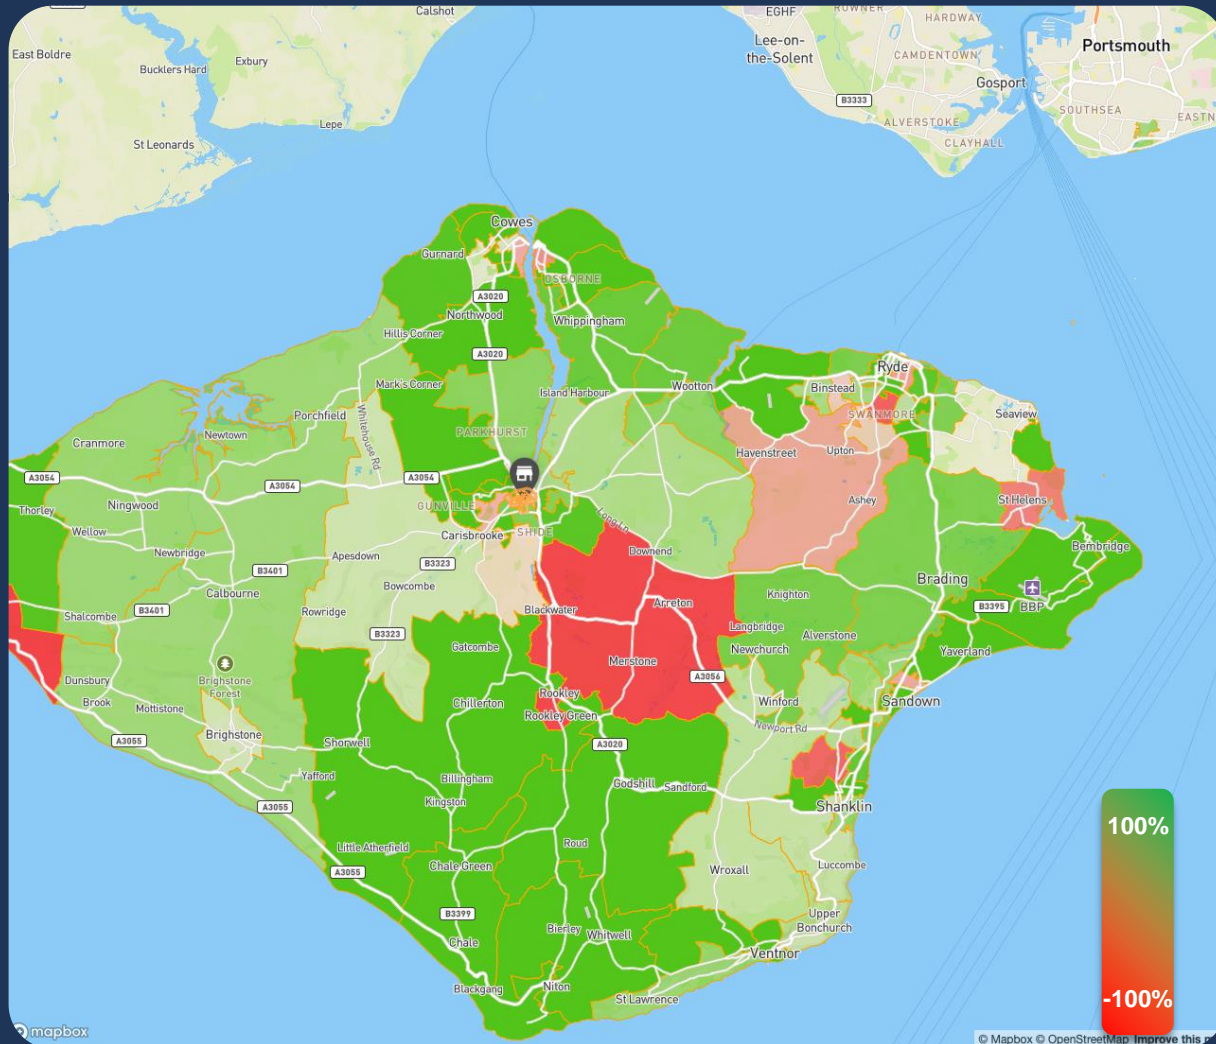 Calshot
EGHF
ROWNER
HARDWAY
East Boldre
Bucklers Hard
Exbury
Lee-on-
the-Solent
CAMDENTOWN
Portsmouth
Gosport
B3333
SOUTHSEA
EASTN
Lepe
ALVERSTOKE
St Leonards
CLAYHALL
Cowes
Gurnard
OSBORNE
A3020
Northwood
Whippingham
Hillis Corner
A3020
Ryde
Mark's Corner
Island Harbour
Wootton
Binstead
Porchfield
Whitehouse Rd
SWANMORE
Seaview
Newtown
PARKHURST
Cranmore
Havenstreet
Upton
A3054
A3054
A3054
Ningwood
GUNVILLE
Ashey
St Helens
Thorley
Long Ln
Wellow
Carisbrooke
SHIDE
Newbridge
Apesdown
Downend
Bembridge
B3401
B3323
Calbourne
Bowcombe
Knighton
Brading
BBP
B3395
Shalcombe
B3401
Rowridge
Blackwater
Arreton
B3323
Langbridge
Alverstone
Gatcombe
Newchurch
Yaverland
Merstone
Brighstone
Forest
A3056
Dunsbury
Rookley
Brook
Mottistone
Chillerton
Winford
Sandown
Rookley Green
Newport Rd
A3055
Brighstone
Shorwell
A3020
Yafford
Billingham
Godshill
Sandford
Kingston
A3055
Shanklin
100%
Little Atherfield
Roud
A3055
Chale Green
Wroxall
Luccombe
B3399
Upper
Bonchurch
Chale
Bierley
Whitwell
Ventnor
Blackgang
Niton
St Lawrence
-100%
mapbox
© Mapbox © OpenStreetMap Improve this